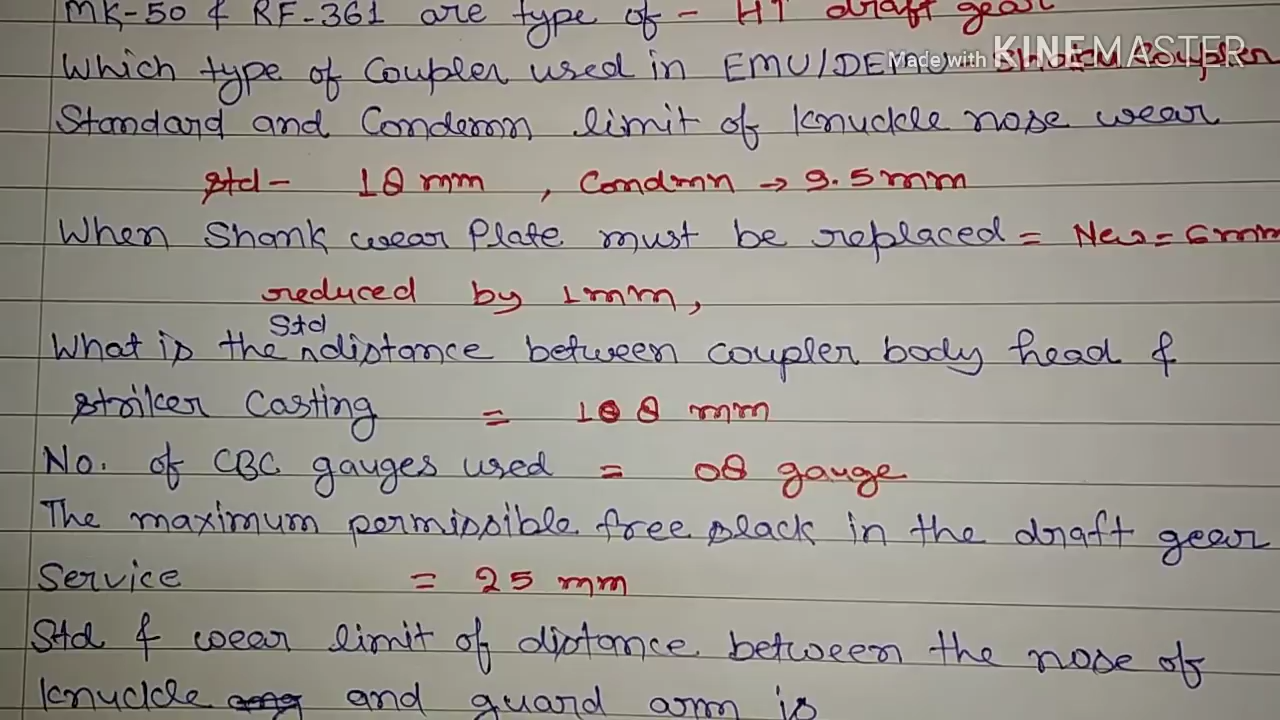 MK-50 & RF-361 are type of - HT draft gear
Which type of Coupler used in EMU/DEMU
Made with KINEMASTER
Standard and Condemn limit of knuckle nose wear
Std - 10 mm , Condmn → 9.5mm
When Shank wear Plate must be replaced = New = 6mm
reduced by 1mm,
What is the Std distance between coupler body head &
striker Casting = 108 mm
No. of CBC gauges used = 08 gauge
The maximum permissible free slack in the draft gear
Service = 25 mm
Std & wear limit of distance between the nose of
knuckle and guard arm is